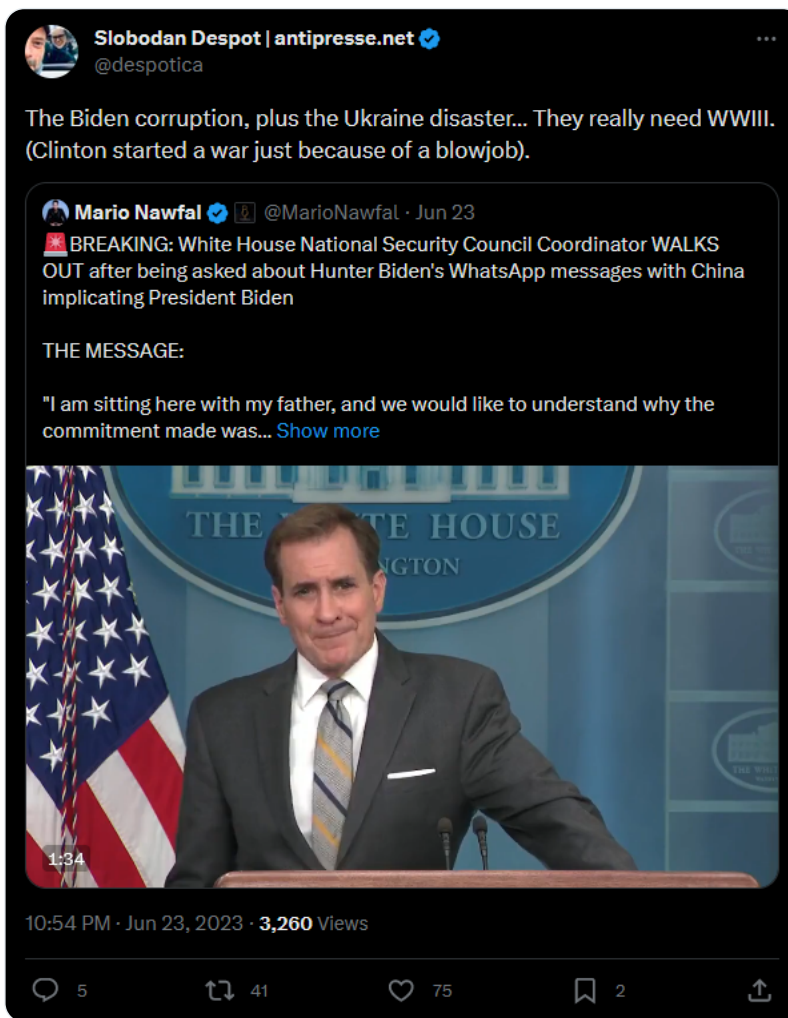 Slobodan Despot | antipresse.net
@despotica
The Biden corruption, plus the Ukraine disaster... They really need WWIII.
(Clinton started a war just because of a blowjob).
Mario Nawfal @MarioNawfal · Jun 23
🚨BREAKING: White House National Security Council Coordinator WALKS
OUT after being asked about Hunter Biden's WhatsApp messages with China
implicating President Biden
THE MESSAGE:
"I am sitting here with my father, and we would like to understand why the
commitment made was... Show more
THE WHITE HOUSE
1:34
10:54 PM · Jun 23, 2023 · 3,260 Views
5 41 75 2